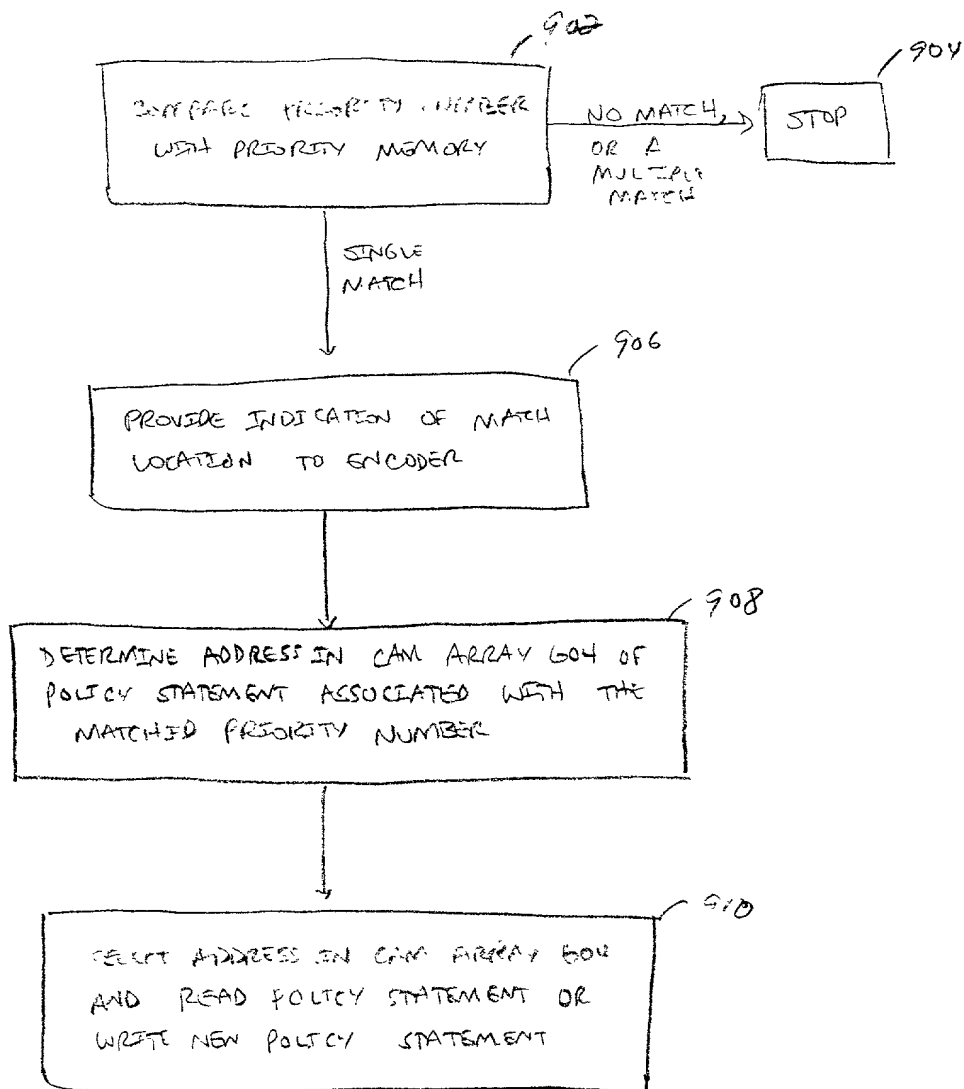 902
COMPARE PRIORITY NUMBER
WITH PRIORITY MEMORY
NO MATCH,
OR A
MULTIPLE
MATCH
904
STOP
SINGLE
MATCH
906
PROVIDE INDICATION OF MATCH
LOCATION TO ENCODER
908
DETERMINE ADDRESS IN CAM ARRAY 604 OF
POLICY STATEMENT ASSOCIATED WITH THE
MATCHED PRIORITY NUMBER
910
SELECT ADDRESS IN CAM ARRAY 604
AND READ POLICY STATEMENT OR
WRITE NEW POLICY STATEMENT